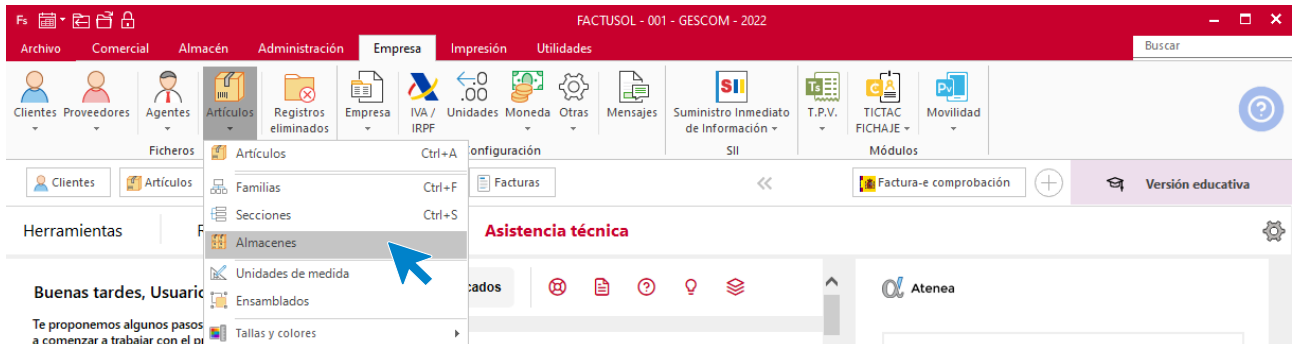 Fs
FACTUSOL - 001 - GESCOM - 2022
Archivo Comercial Almacén Administración Empresa Impresión Utilidades Buscar
Clientes Proveedores Agentes Artículos Registros eliminados Empresa IVA / IRPF Unidades Moneda Otras Mensajes Suministro Inmediato de Información T.P.V. TICTAC FICHAJE Movilidad
Ficheros SII Módulos
Artículos Ctrl+A
Clientes Artículos Facturas Factura-e comprobación Versión educativa
Familias Ctrl+F
Secciones Ctrl+S
Herramientas Asistencia técnica
Almacenes
Unidades de medida
Buenas tardes,
Atenea
Ensamblados
Te proponemos algunos pasos
Tallas y colores
a comenzar a trabajar con el